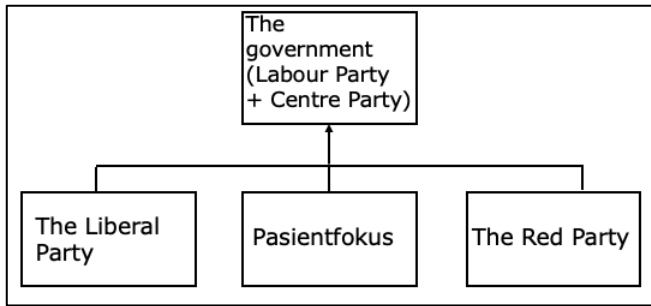 The
government
(Labour Party
+ Centre Party)
The Liberal
Party
Pasientfokus
The Red Party